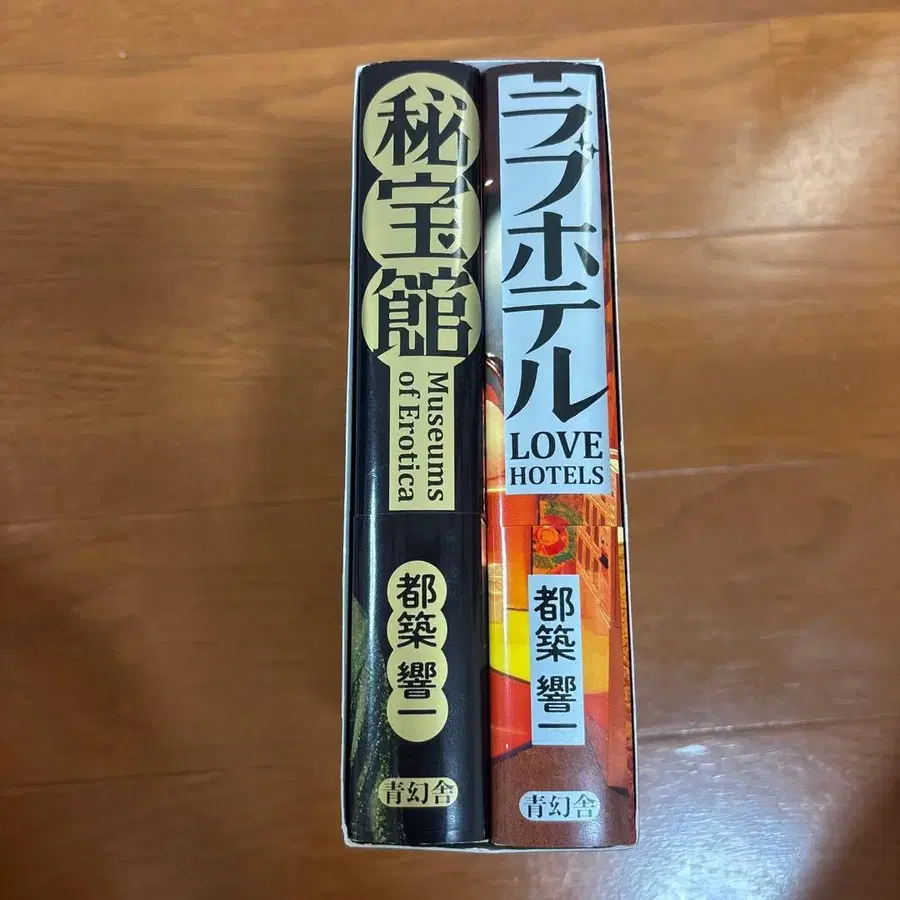 秘宝館
Museums
of Erotica
都築 響一
青幻舎
ラブホテル
LOVE
HOTELS
都築 響一
青幻舎